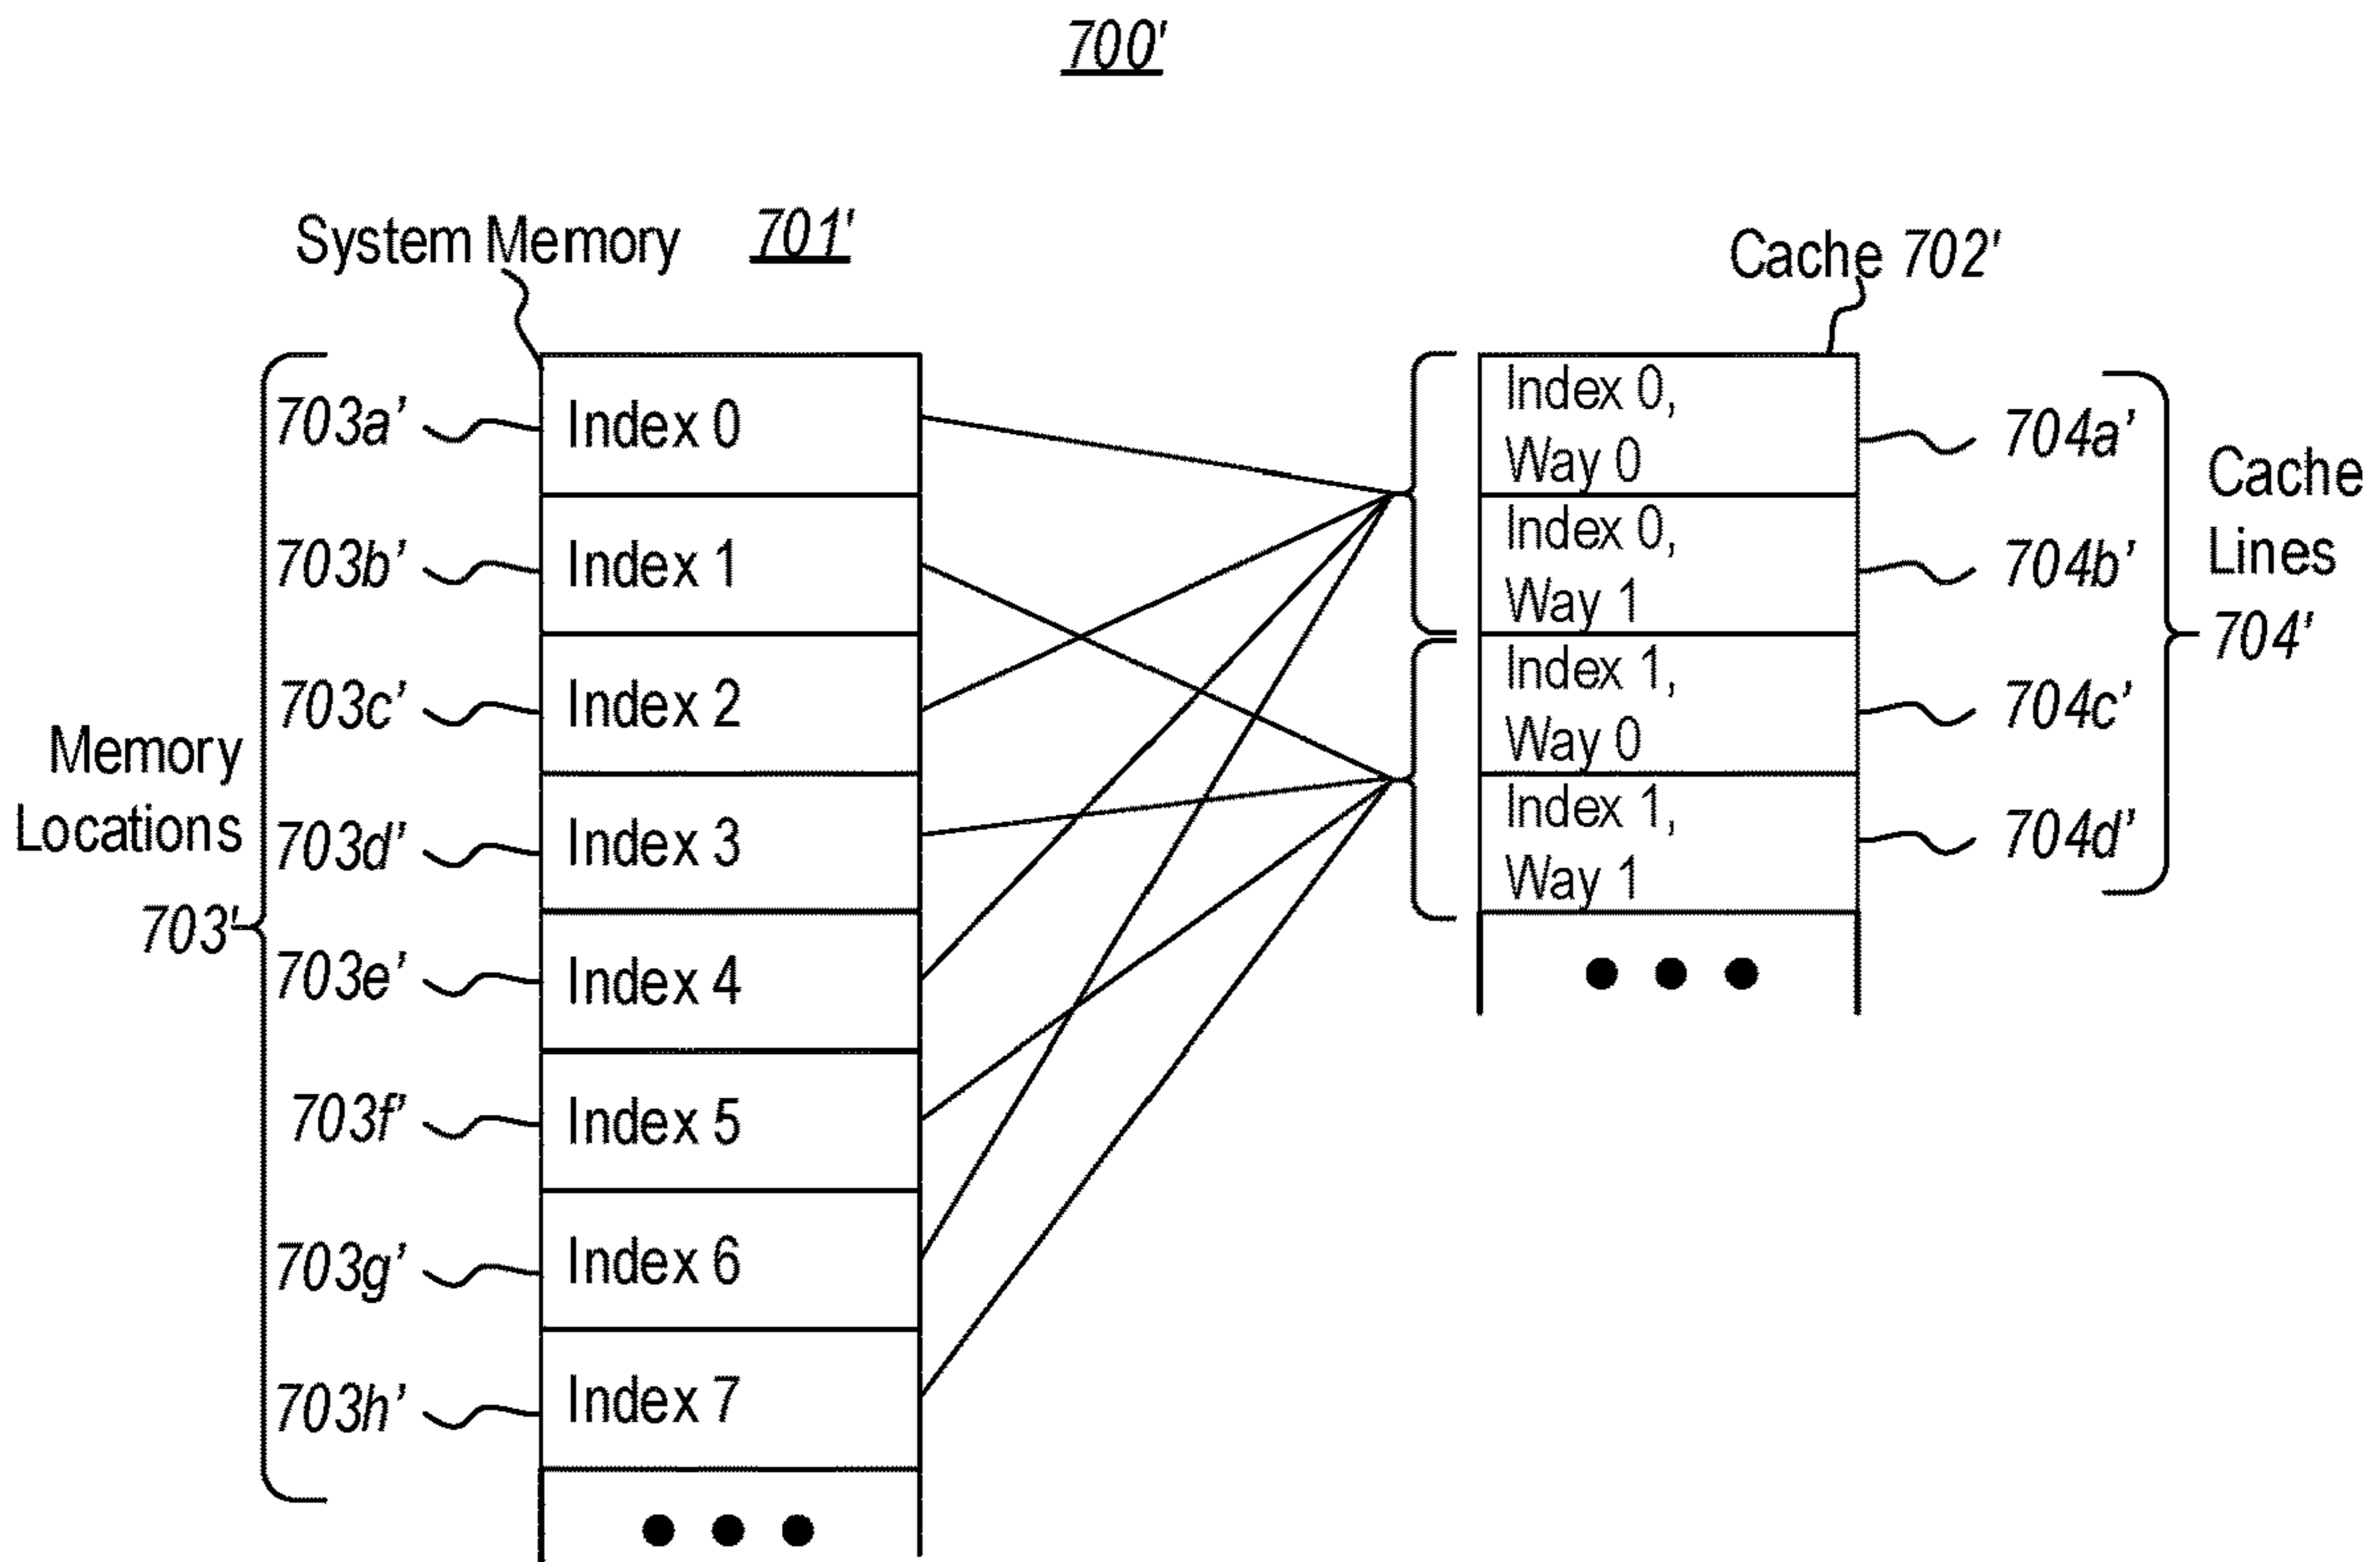 700'
System Memory 701'
Cache 702'
703a'
Index 0
703b'
Index 1
703c'
Index 2
703d'
Index 3
703e'
Index 4
703f'
Index 5
703g'
Index 6
703h'
Index 7
Memory
Locations
703'
Index 0,
Way 0
704a'
Index 0,
Way 1
704b'
Index 1,
Way 0
704c'
Index 1,
Way 1
704d'
Cache
Lines
704'